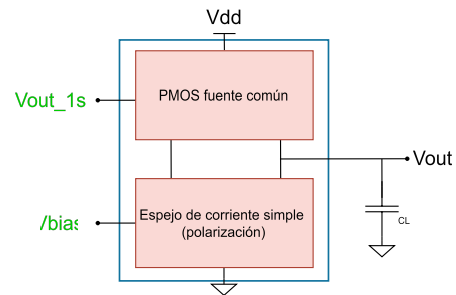 Vdd
Vout_1s
PMOS fuente común
Vout
Espejo de corriente simple
(polarización)
CL